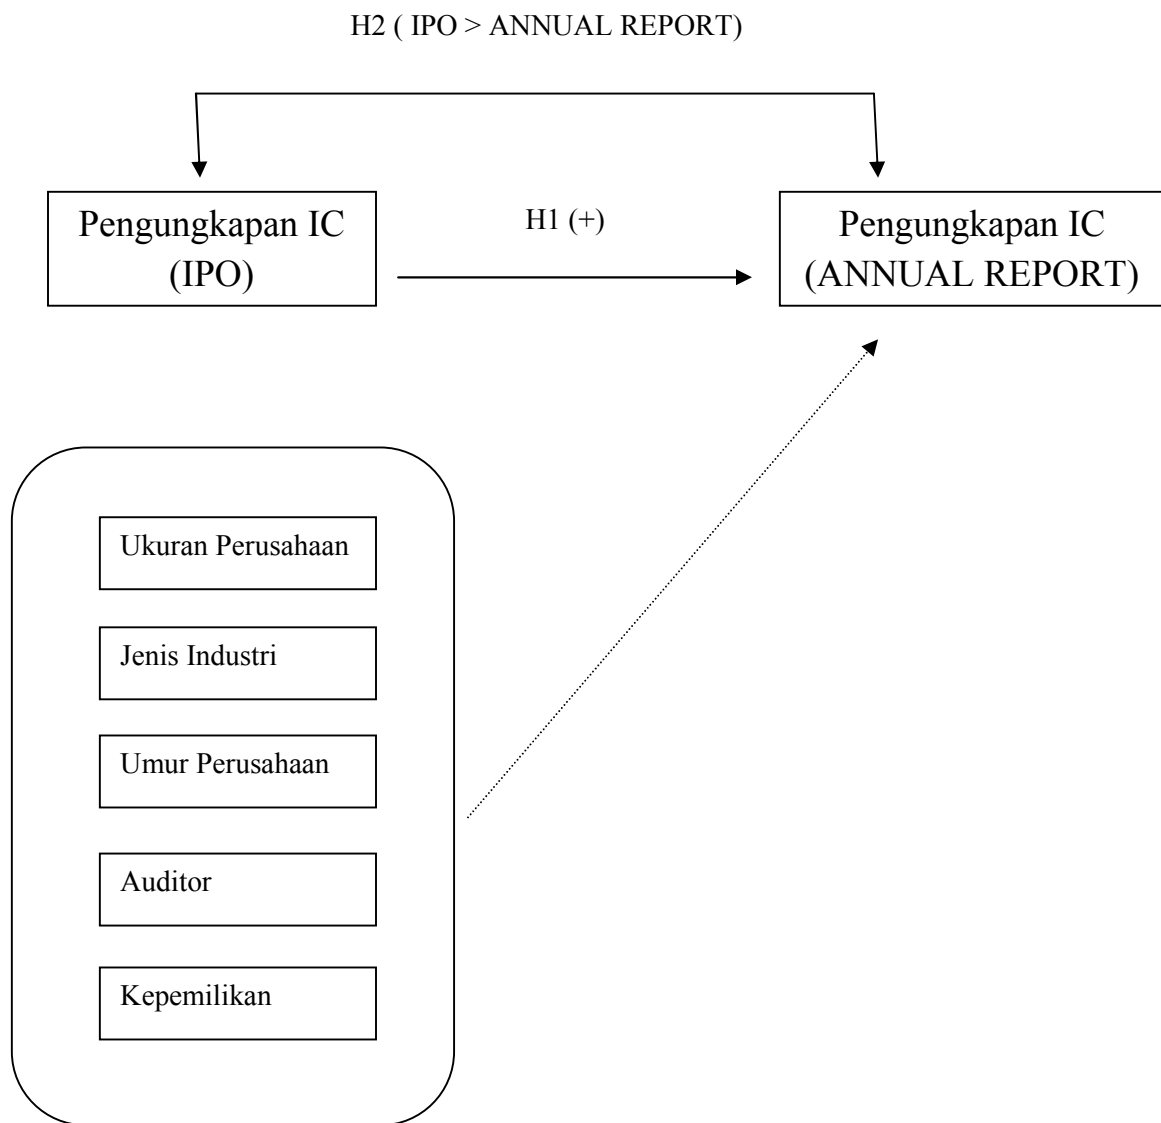 H2 ( IPO > ANNUAL REPORT)
Pengungkapan IC
(IPO)
H1 (+)
Pengungkapan IC
(ANNUAL REPORT)
Ukuran Perusahaan
Jenis Industri
Umur Perusahaan
Auditor
Kepemilikan